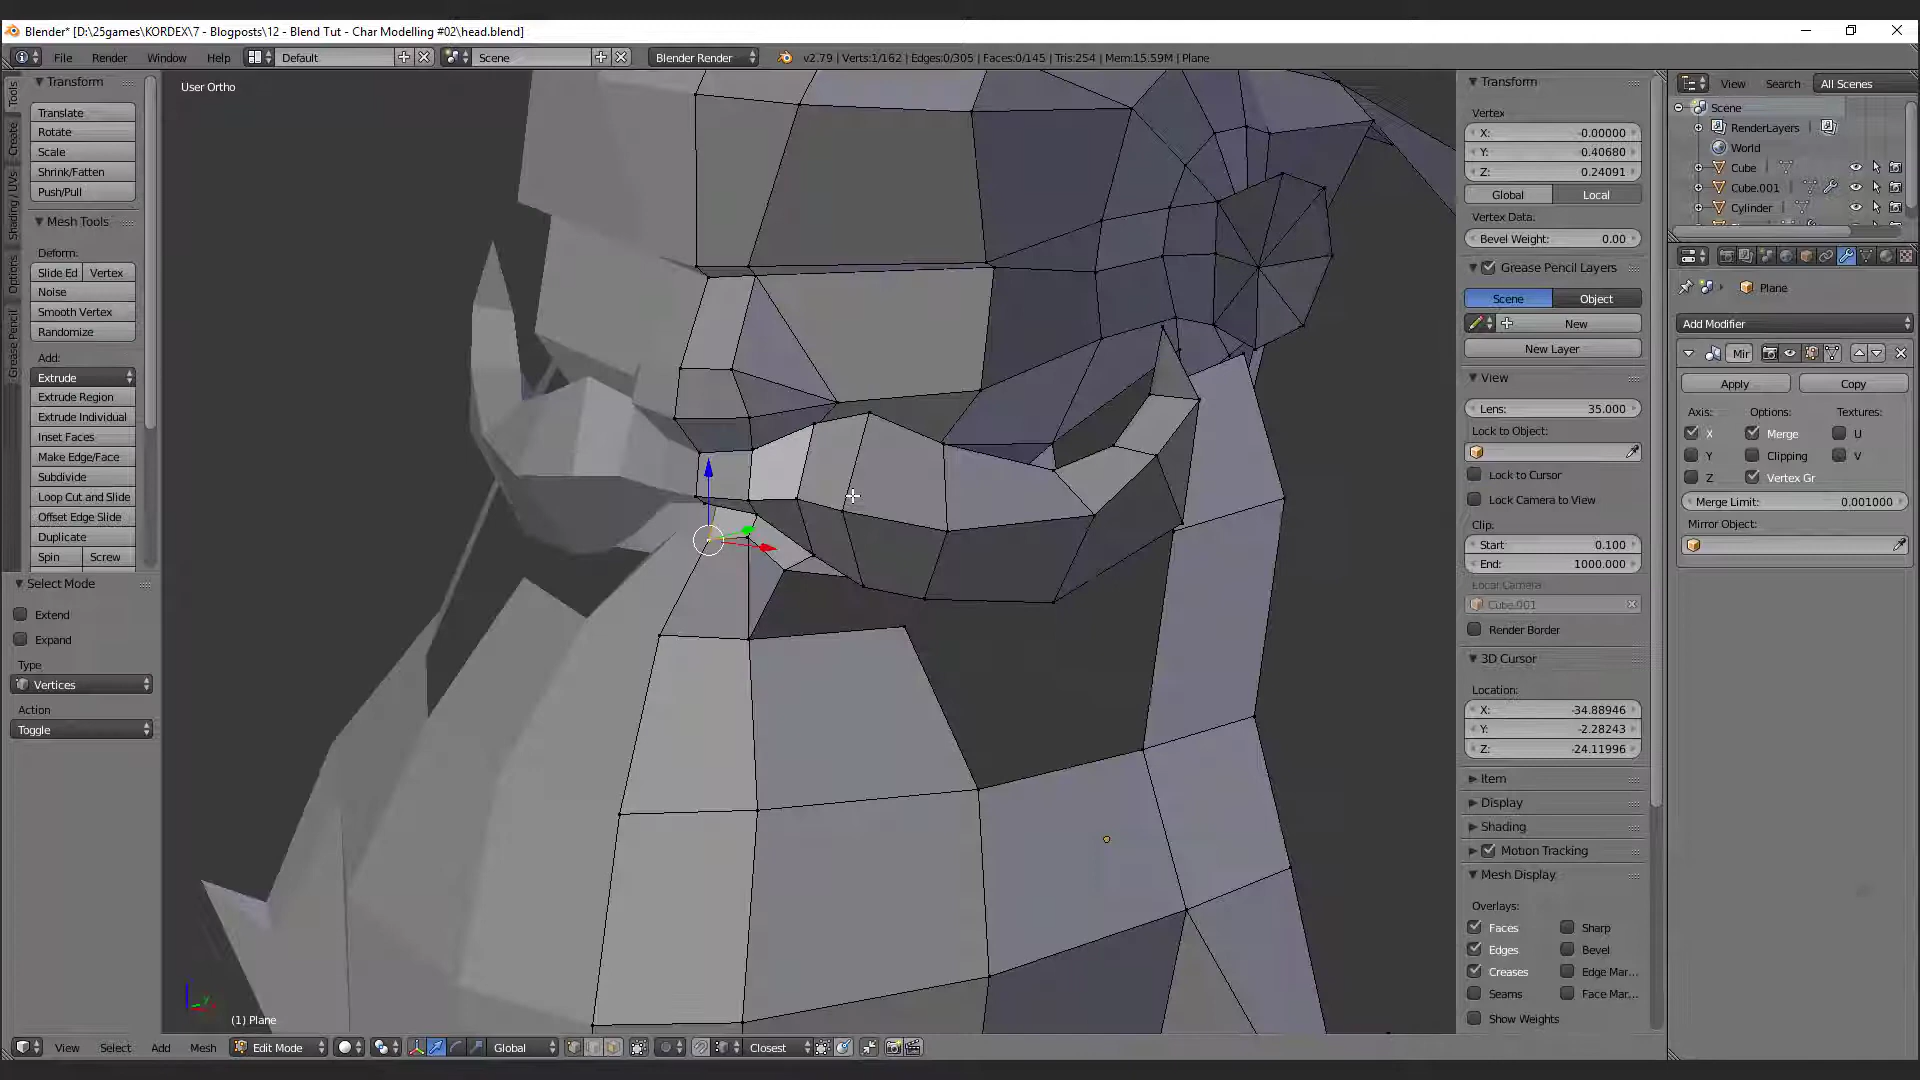 Blender* [D:\25games\KORDEX\7 - Blogposts\12 - Blend Tut - Char Modelling #02\head.blend]
File Render Window Help Default Scene Blender Render v2.79 | Verts:1/162 | Edges:0/305 | Faces:0/145 | Tris:254 | Mem:15.59M | Plane
Tools
Create
Shading / UVs
Options
Grease Pencil
Transform
Translate
Rotate
Scale
Shrink/Fatten
Push/Pull
Mesh Tools
Deform:
Slide Ed Vertex
Noise
Smooth Vertex
Randomize
Add:
Extrude
Extrude Region
Extrude Individual
Inset Faces
Make Edge/Face
Subdivide
Loop Cut and Slide
Offset Edge Slide
Duplicate
Spin Screw
Select Mode
Extend
Expand
Type
Vertices
Action
Toggle
User Ortho
(1) Plane
View Select Add Mesh Edit Mode Global Closest
Transform
Vertex
X: -0.00000
Y: 0.40680
Z: 0.24091
Global Local
Vertex Data:
Bevel Weight: 0.00
Grease Pencil Layers
Scene Object
New
New Layer
View
Lens: 35.000
Lock to Object:
Lock to Cursor
Lock Camera to View
Clip:
Start: 0.100
End: 1000.000
Local Camera:
Cube.001
Render Border
3D Cursor
Location:
X: -34.88946
Y: -2.28243
Z: -24.11996
Item
Display
Shading
Motion Tracking
Mesh Display
Overlays:
Faces Sharp
Edges Bevel
Creases Edge Mar...
Seams Face Mar...
Show Weights
View Search All Scenes
Scene
RenderLayers
World
Cube
Cube.001
Cylinder
Plane
Add Modifier
Mir
Apply Copy
Axis: Options: Textures:
X Merge U
Y Clipping V
Z Vertex Gr
Merge Limit: 0.001000
Mirror Object: